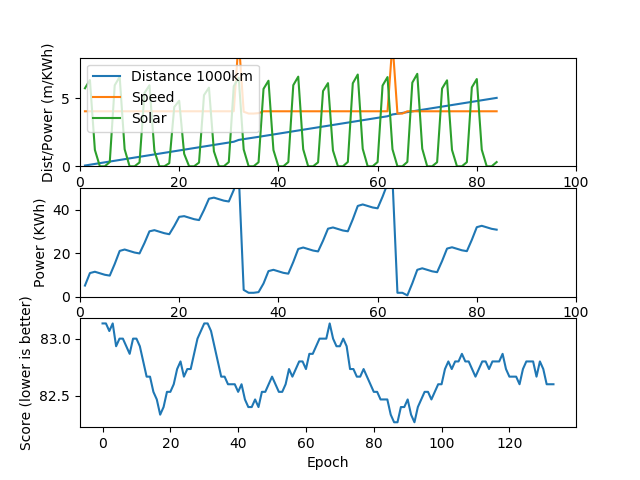 Dist/Power (m/KWh)
5
0
Distance 1000km
Speed
Solar
0 20 40 60 80 100
Power (KWh)
40
20
0
0 20 40 60 80 100
Score (lower is better)
83.0
82.5
0 20 40 60 80 100 120
Epoch